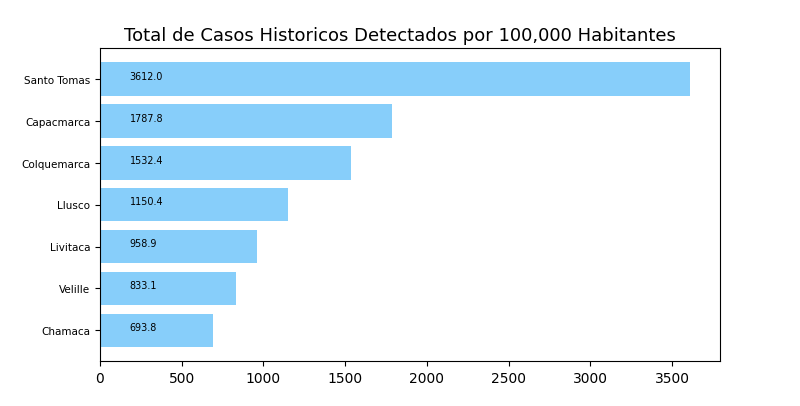 Total de Casos Historicos Detectados por 100,000 Habitantes
Santo Tomas 3612.0
Capacmarca 1787.8
Colquemarca 1532.4
Llusco 1150.4
Livitaca 958.9
Velille 833.1
Chamaca 693.8
0 500 1000 1500 2000 2500 3000 3500